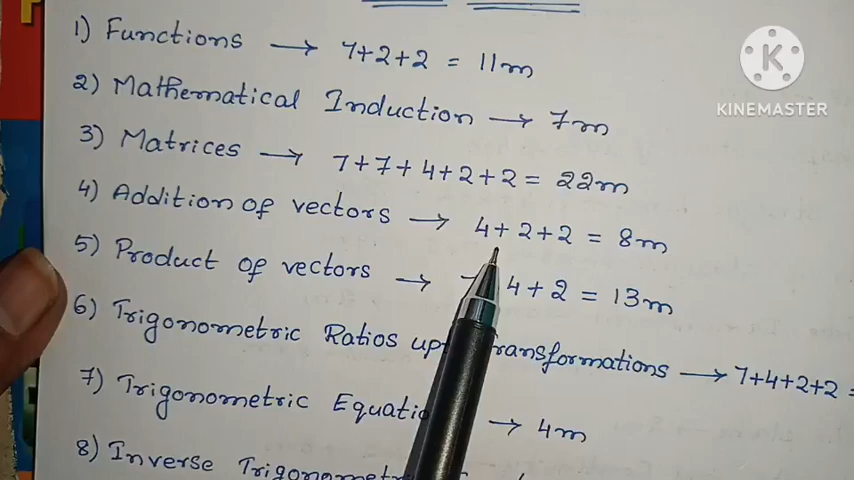 1) Functions → 7+2+2 = 11m
2) Mathematical Induction → 7m
3) Matrices → 7+7+4+2+2 = 22m
4) Addition of vectors → 4+2+2 = 8m
5) Product of vectors → 4+2 = 13m
6) Trigonometric Ratios → 7+4+2+2 =
7) Trigonometric → 4m
8) Inverse
KINEMASTER